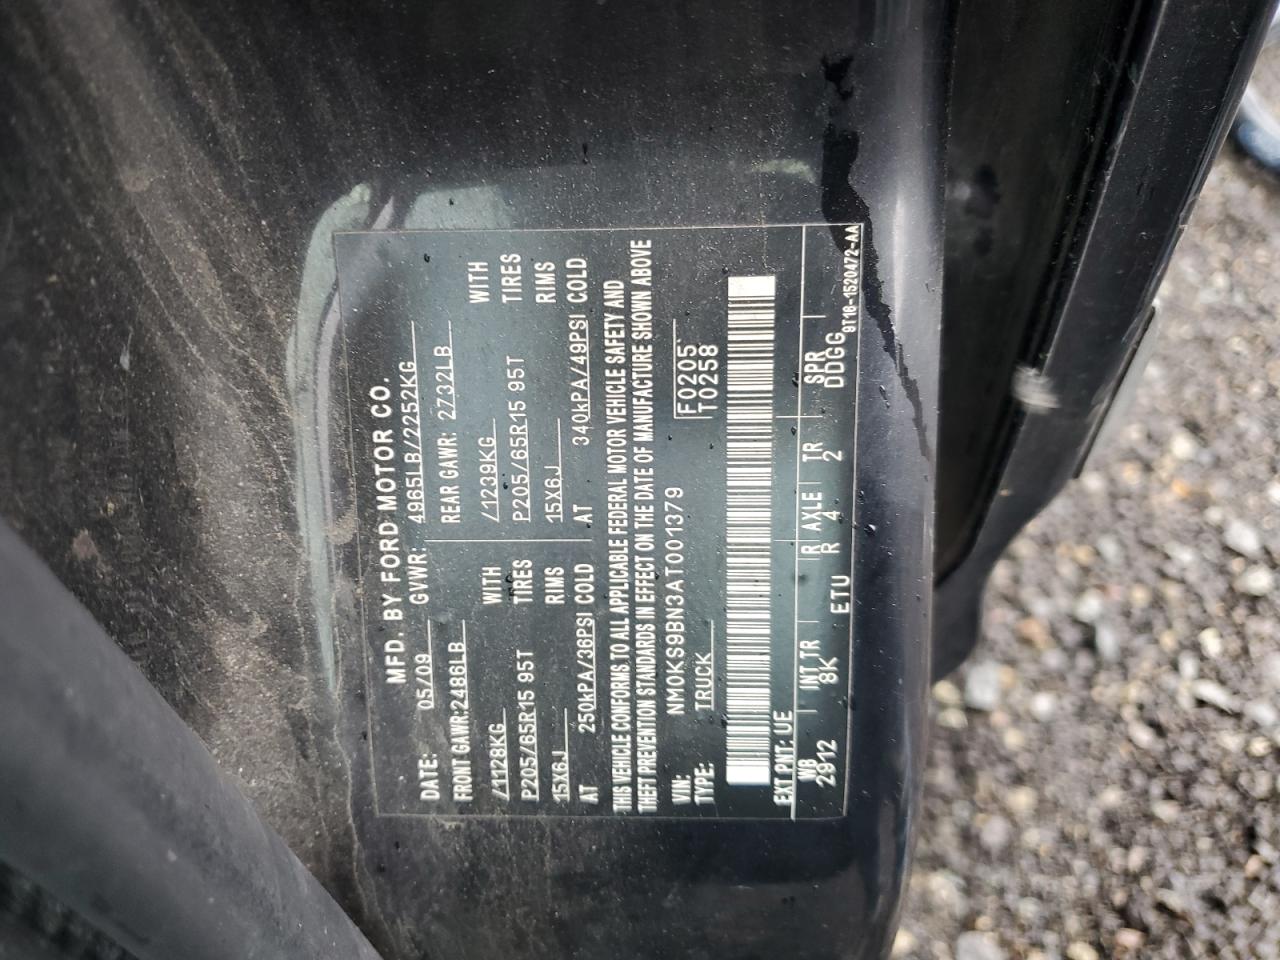 MFD. BY FORD MOTOR CO.
DATE: 05/09 GVWR: 4965LB/2252KG
FRONT GAWR:2486LB REAR GAWR: 2732LB
/1128KG WITH /1239KG WITH
P205/65R15 95T TIRES P205/65R15 95T TIRES
15X6J RIMS 15X6J RIMS
AT 250kPA/36PSI COLD AT 340kPA/49PSI COLD
THIS VEHICLE CONFORMS TO ALL APPLICABLE FEDERAL MOTOR VEHICLE SAFETY AND
THEFT PREVENTION STANDARDS IN EFFECT ON THE DATE OF MANUFACTURE SHOWN ABOVE
VIN: NM0KS9BN3AT001379 F0205
TYPE: TRUCK T0258
EXT PNT: UE
WB INT TR R AXLE TR SPR
2912 8K ETU R 4 2 DDGG
9T16-1520472-AA